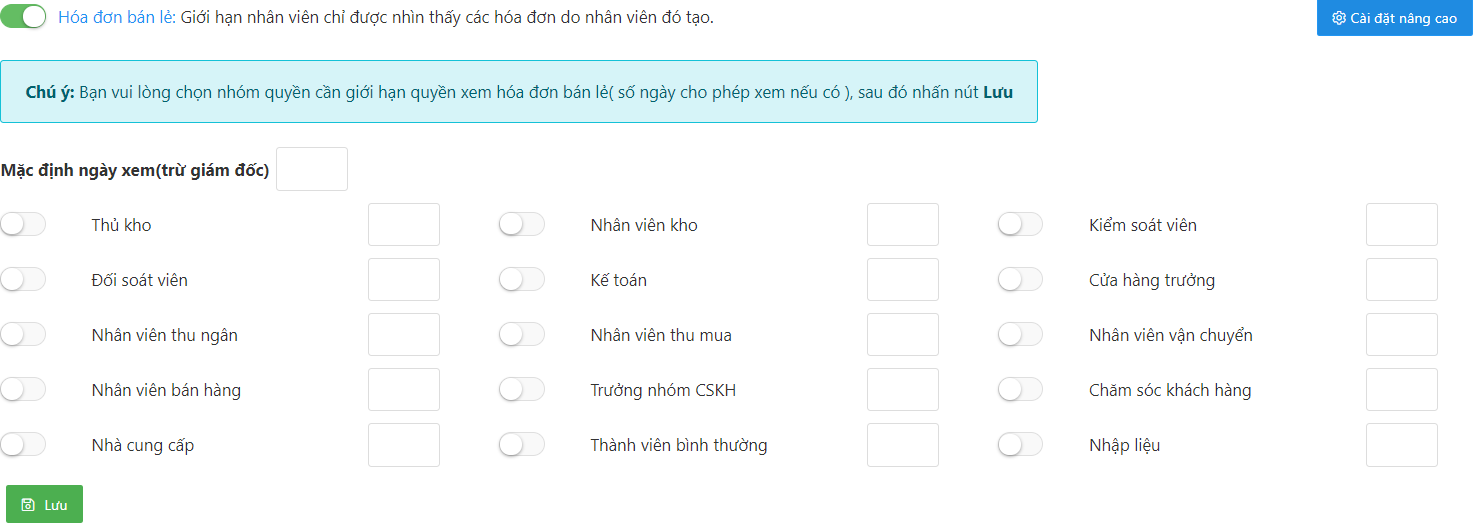 Hóa đơn bán lẻ: Giới hạn nhân viên chỉ được nhìn thấy các hóa đơn do nhân viên đó tạo.
Cài đặt nâng cao
Chú ý: Bạn vui lòng chọn nhóm quyền cần giới hạn quyền xem hóa đơn bán lẻ( số ngày cho phép xem nếu có ), sau đó nhấn nút Lưu
Mặc định ngày xem(trừ giám đốc)
Thủ kho
Nhân viên kho
Kiểm soát viên
Đối soát viên
Kế toán
Cửa hàng trưởng
Nhân viên thu ngân
Nhân viên thu mua
Nhân viên vận chuyển
Nhân viên bán hàng
Trưởng nhóm CSKH
Chăm sóc khách hàng
Nhà cung cấp
Thành viên bình thường
Nhập liệu
Lưu